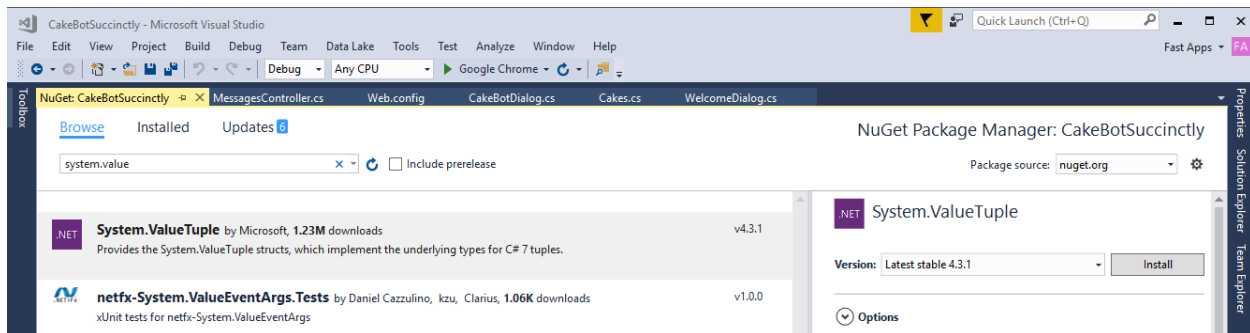 CakeBotSuccinctly - Microsoft Visual Studio
Quick Launch (Ctrl+Q)
File Edit View Project Build Debug Team Data Lake Tools Test Analyze Window Help
Fast Apps FA
Debug Any CPU Google Chrome
Toolbox
NuGet: CakeBotSuccinctly MessagesController.cs Web.config CakeBotDialog.cs Cakes.cs WelcomeDialog.cs
Browse Installed Updates 6
NuGet Package Manager: CakeBotSuccinctly
system.value Include prerelease
Package source: nuget.org
.NET System.ValueTuple by Microsoft, 1.23M downloads v4.3.1
Provides the System.ValueTuple structs, which implement the underlying types for C# 7 tuples.
netfx-System.ValueEventArgs.Tests by Daniel Cazzulino, kzu, Clarius, 1.06K downloads v1.0.0
xUnit tests for netfx-System.ValueEventArgs
.NET System.ValueTuple
Version: Latest stable 4.3.1 Install
Options
Properties
Solution Explorer
Team Explorer